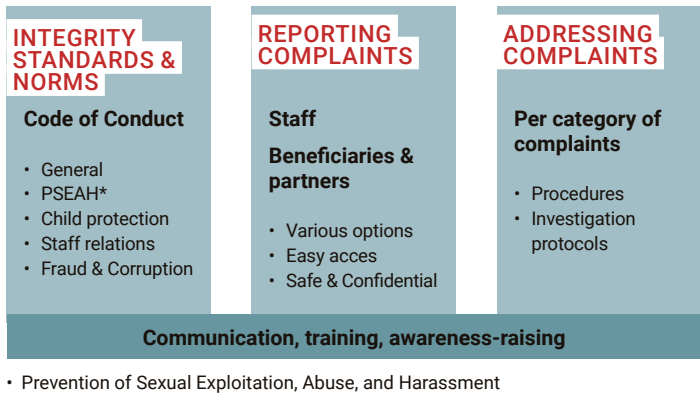 INTEGRITY
STANDARDS &
NORMS
Code of Conduct
• General
• PSEAH*
• Child protection
• Staff relations
• Fraud & Corruption
REPORTING
COMPLAINTS
Staff
Beneficiaries &
partners
• Various options
• Easy acces
• Safe & Confidential
ADDRESSING
COMPLAINTS
Per category of
complaints
• Procedures
• Investigation
protocols
Communication, training, awareness-raising
• Prevention of Sexual Exploitation, Abuse, and Harassment